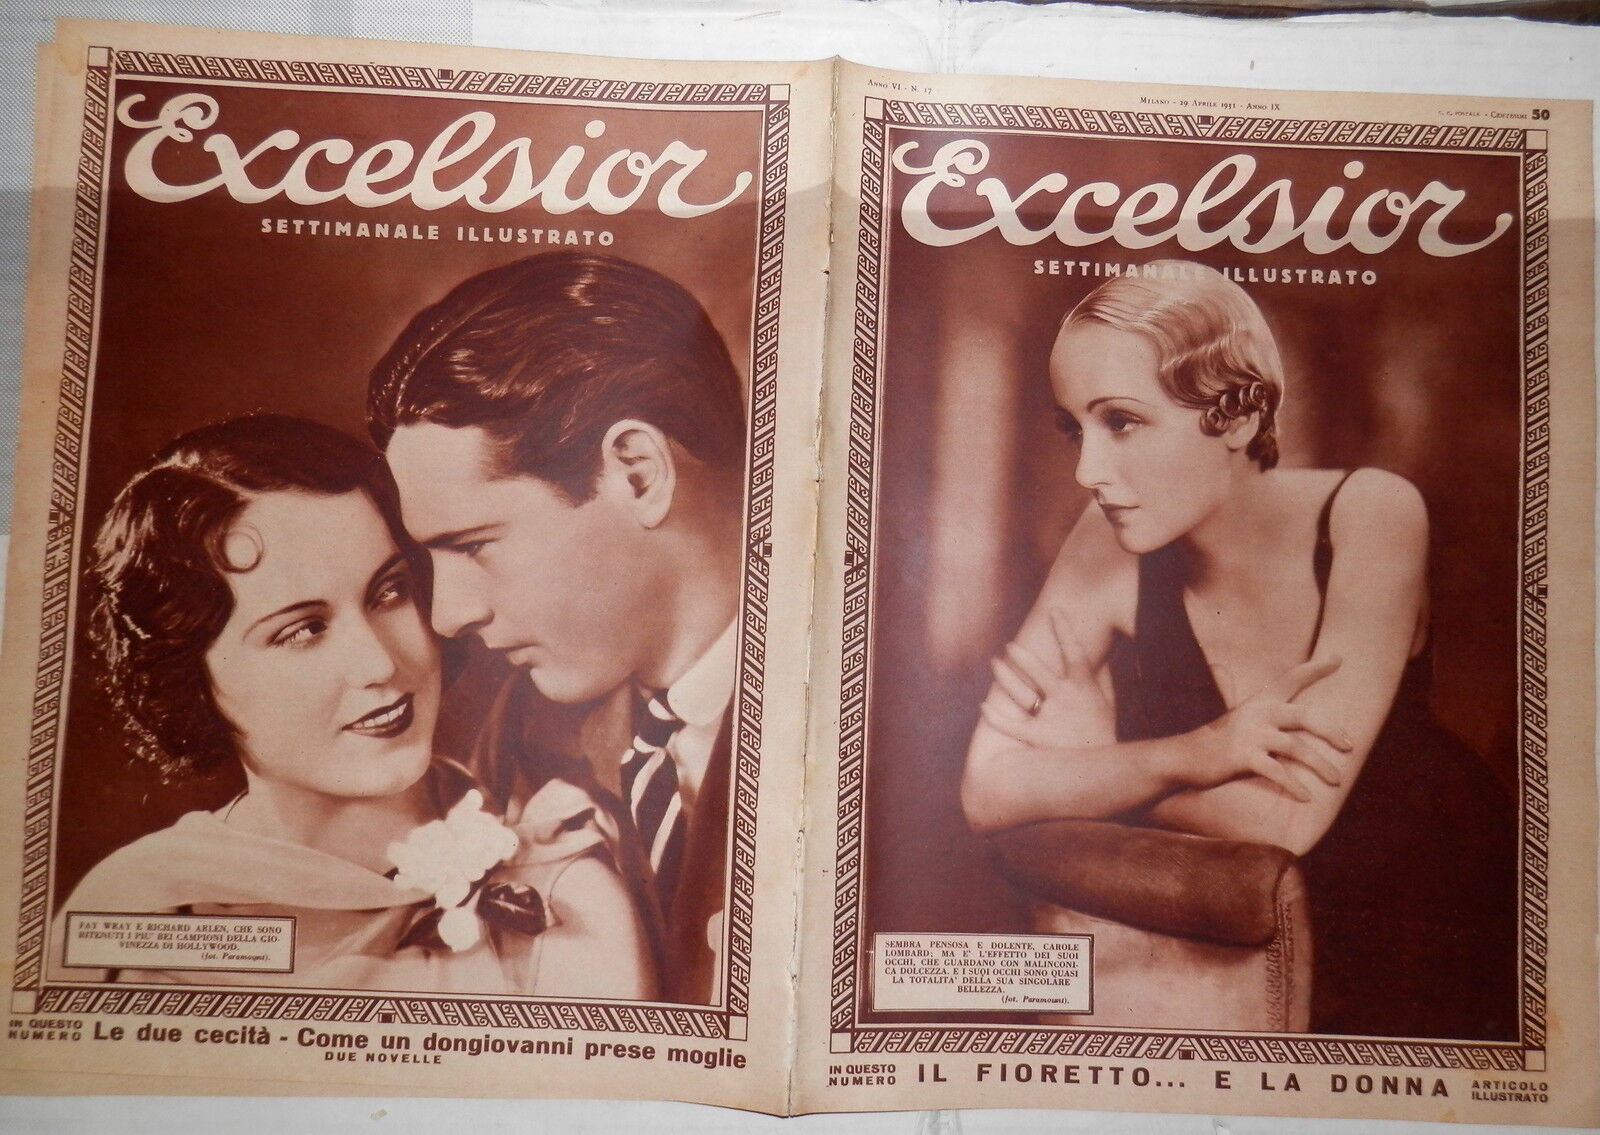 Excelsior
SETTIMANALE ILLUSTRATO
FAY WRAY E RICHARD ARLEN, CHE SONO
RITENUTI I PIU' BEI CAMPIONI DELLA GIO-
VINEZZA DI HOLLYWOOD.
(fot. Paramount).
IN QUESTO
NUMERO
Le due cecità - Come un dongiovanni prese moglie
DUE NOVELLE
ANNO VI - N. 17
MILANO - 29 APRILE 1931 - ANNO IX
C. C. POSTALE - CENTESIMI 50
Excelsior
SETTIMANALE ILLUSTRATO
SEMBRA PENSOSA E DOLENTE, CAROLE
LOMBARD; MA E' L'EFFETTO DEI SUOI
OCCHI, CHE GUARDANO CON MALINCONI-
CA DOLCEZZA. E I SUOI OCCHI SONO QUASI
LA TOTALITA' DELLA SUA SINGOLARE
BELLEZZA.
(fot. Paramount).
IN QUESTO
NUMERO
IL FIORETTO... E LA DONNA
ARTICOLO
ILLUSTRATO